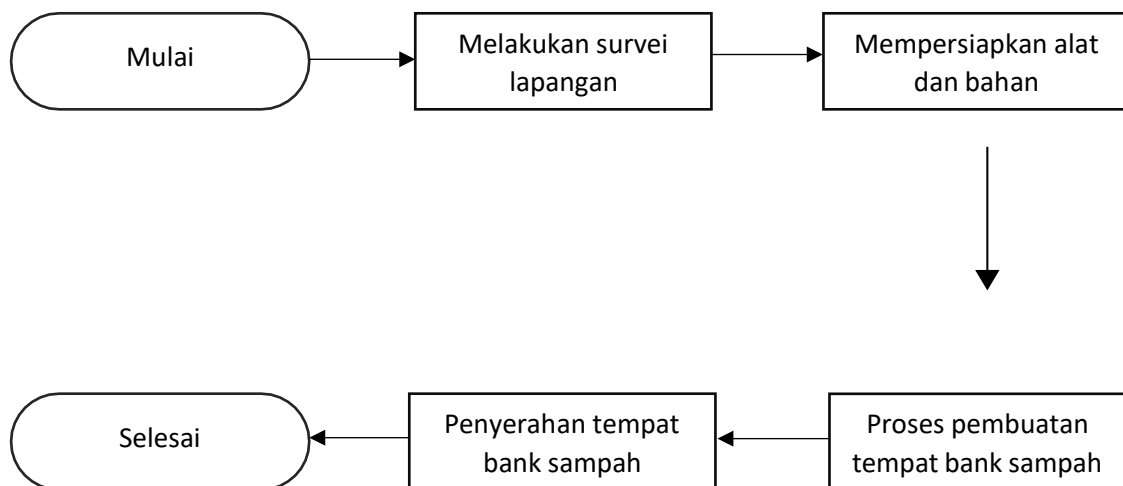 Mulai
Melakukan survei
lapangan
Mempersiapkan alat
dan bahan
Proses pembuatan
tempat bank sampah
Penyerahan tempat
bank sampah
Selesai